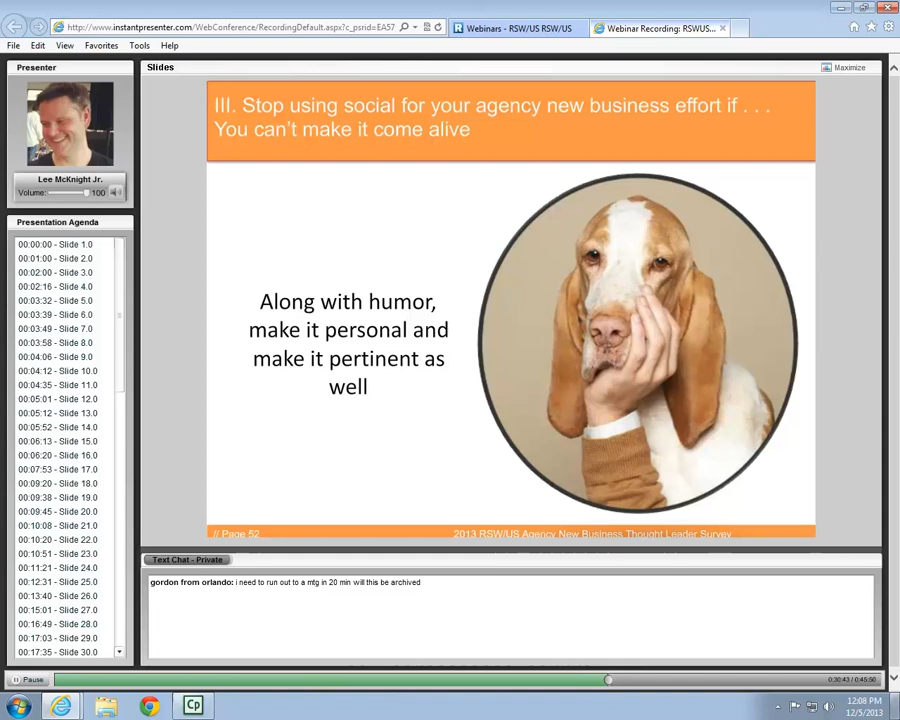 http://www.instantpresenter.com/WebConference/RecordingDefault.aspx?c_psrid=EA57
Webinars - RSW/US RSW/US
Webinar Recording: RSWUS...
File Edit View Favorites Tools Help
Presenter
Lee McKnight Jr.
Volume: 100
Presentation Agenda
00:00:00 - Slide 1.0
00:01:00 - Slide 2.0
00:02:00 - Slide 3.0
00:02:16 - Slide 4.0
00:03:32 - Slide 5.0
00:03:39 - Slide 6.0
00:03:49 - Slide 7.0
00:03:58 - Slide 8.0
00:04:06 - Slide 9.0
00:04:12 - Slide 10.0
00:04:35 - Slide 11.0
00:05:01 - Slide 12.0
00:05:12 - Slide 13.0
00:05:52 - Slide 14.0
00:06:13 - Slide 15.0
00:06:20 - Slide 16.0
00:07:53 - Slide 17.0
00:09:20 - Slide 18.0
00:09:38 - Slide 19.0
00:09:45 - Slide 20.0
00:10:08 - Slide 21.0
00:10:20 - Slide 22.0
00:10:51 - Slide 23.0
00:11:21 - Slide 24.0
00:12:31 - Slide 25.0
00:13:40 - Slide 26.0
00:15:01 - Slide 27.0
00:16:49 - Slide 28.0
00:17:03 - Slide 29.0
00:17:35 - Slide 30.0
Slides
Maximize
III. Stop using social for your agency new business effort if . . .
You can't make it come alive
Along with humor,
make it personal and
make it pertinent as
well
// Page 52
2013 RSW/US Agency New Business Thought Leader Survey
Text Chat - Private
gordon from orlando: i need to run out to a mtg in 20 min will this be archived
Pause
0:30:43 / 0:45:50
Cp
12:08 PM
12/5/2013